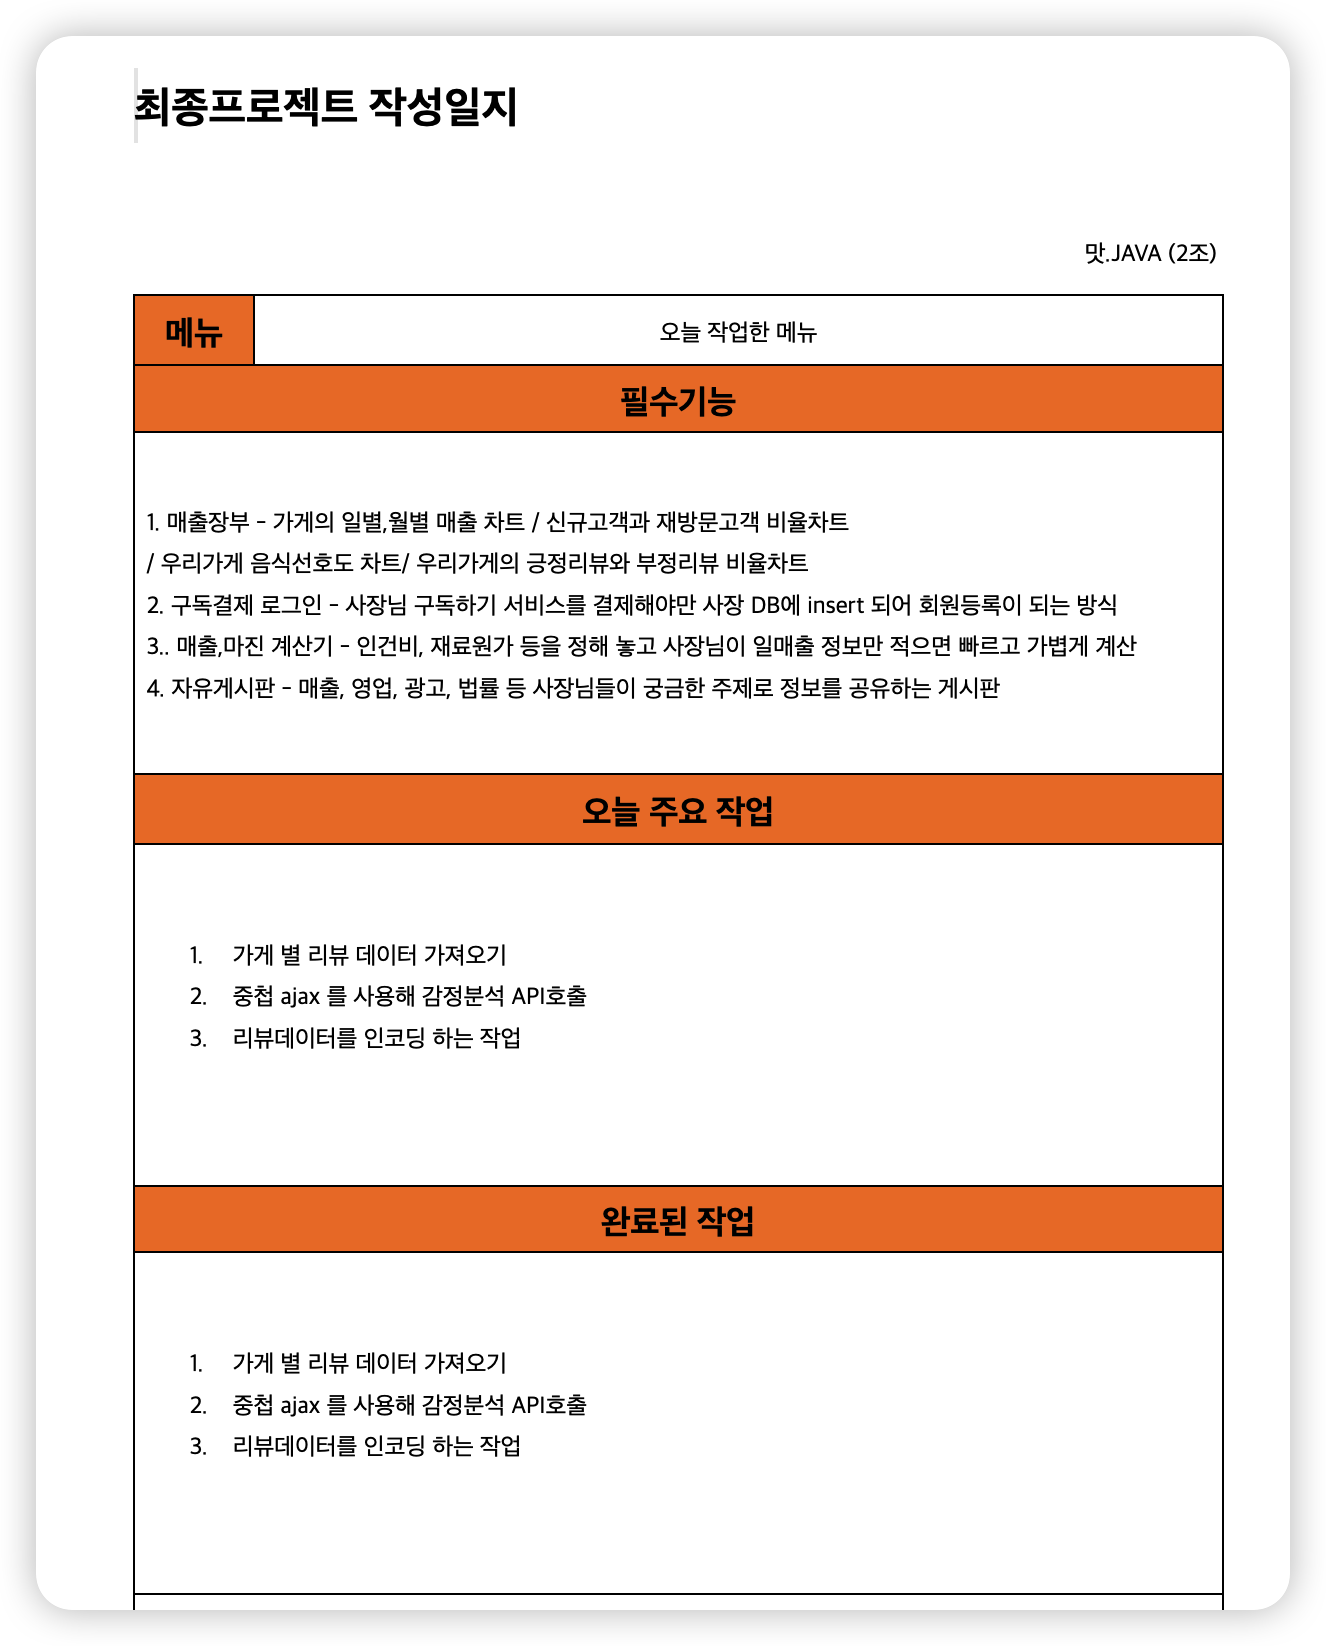 최종프로젝트 작성일지
맛.JAVA (2조)
메뉴
오늘 작업한 메뉴
필수기능
1. 매출장부 - 가게의 일별,월별 매출 차트 / 신규고객과 재방문고객 비율차트
/ 우리가게 음식선호도 차트/ 우리가게의 긍정리뷰와 부정리뷰 비율차트
2. 구독결제 로그인 - 사장님 구독하기 서비스를 결제해야만 사장 DB에 insert 되어 회원등록이 되는 방식
3.. 매출,마진 계산기 - 인건비, 재료원가 등을 정해 놓고 사장님이 일매출 정보만 적으면 빠르고 가볍게 계산
4. 자유게시판 - 매출, 영업, 광고, 법률 등 사장님들이 궁금한 주제로 정보를 공유하는 게시판
오늘 주요 작업
1. 가게 별 리뷰 데이터 가져오기
2. 중첩 ajax 를 사용해 감정분석 API호출
3. 리뷰데이터를 인코딩 하는 작업
완료된 작업
1. 가게 별 리뷰 데이터 가져오기
2. 중첩 ajax 를 사용해 감정분석 API호출
3. 리뷰데이터를 인코딩 하는 작업